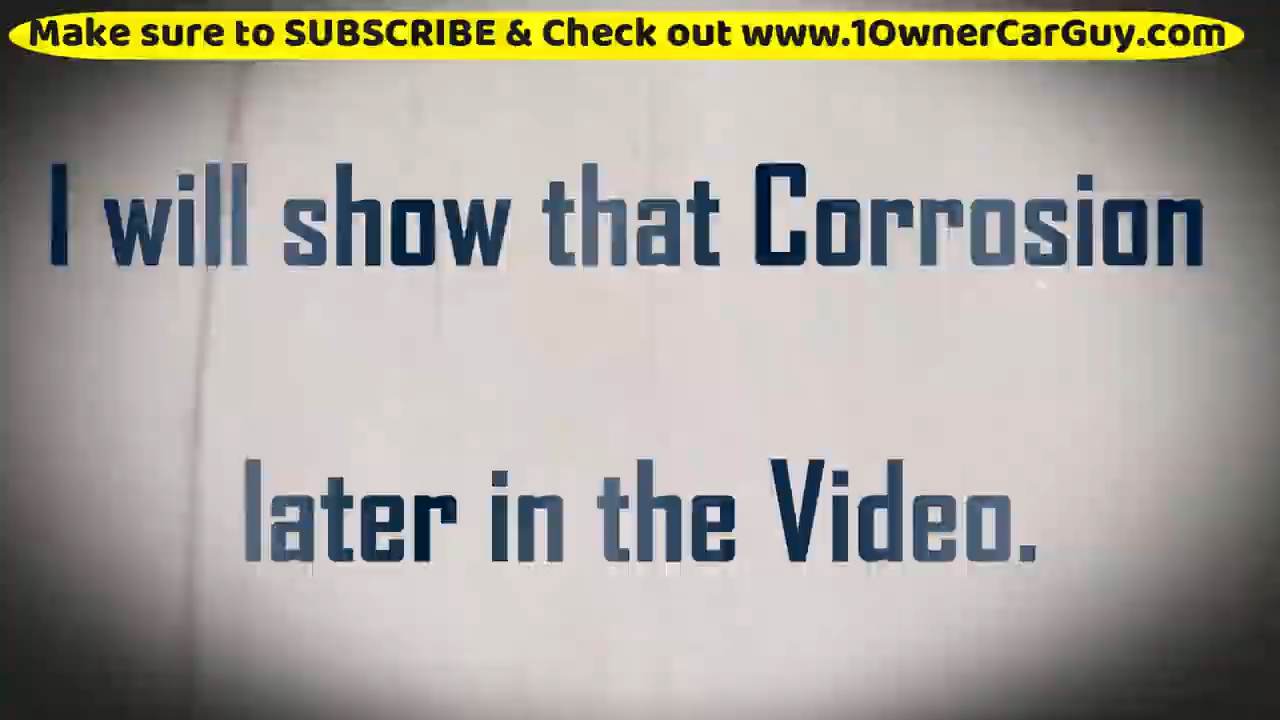 Make sure to SUBSCRIBE & Check out www.1OwnerCarGuy.com
I will show that Corrosion
later in the Video.